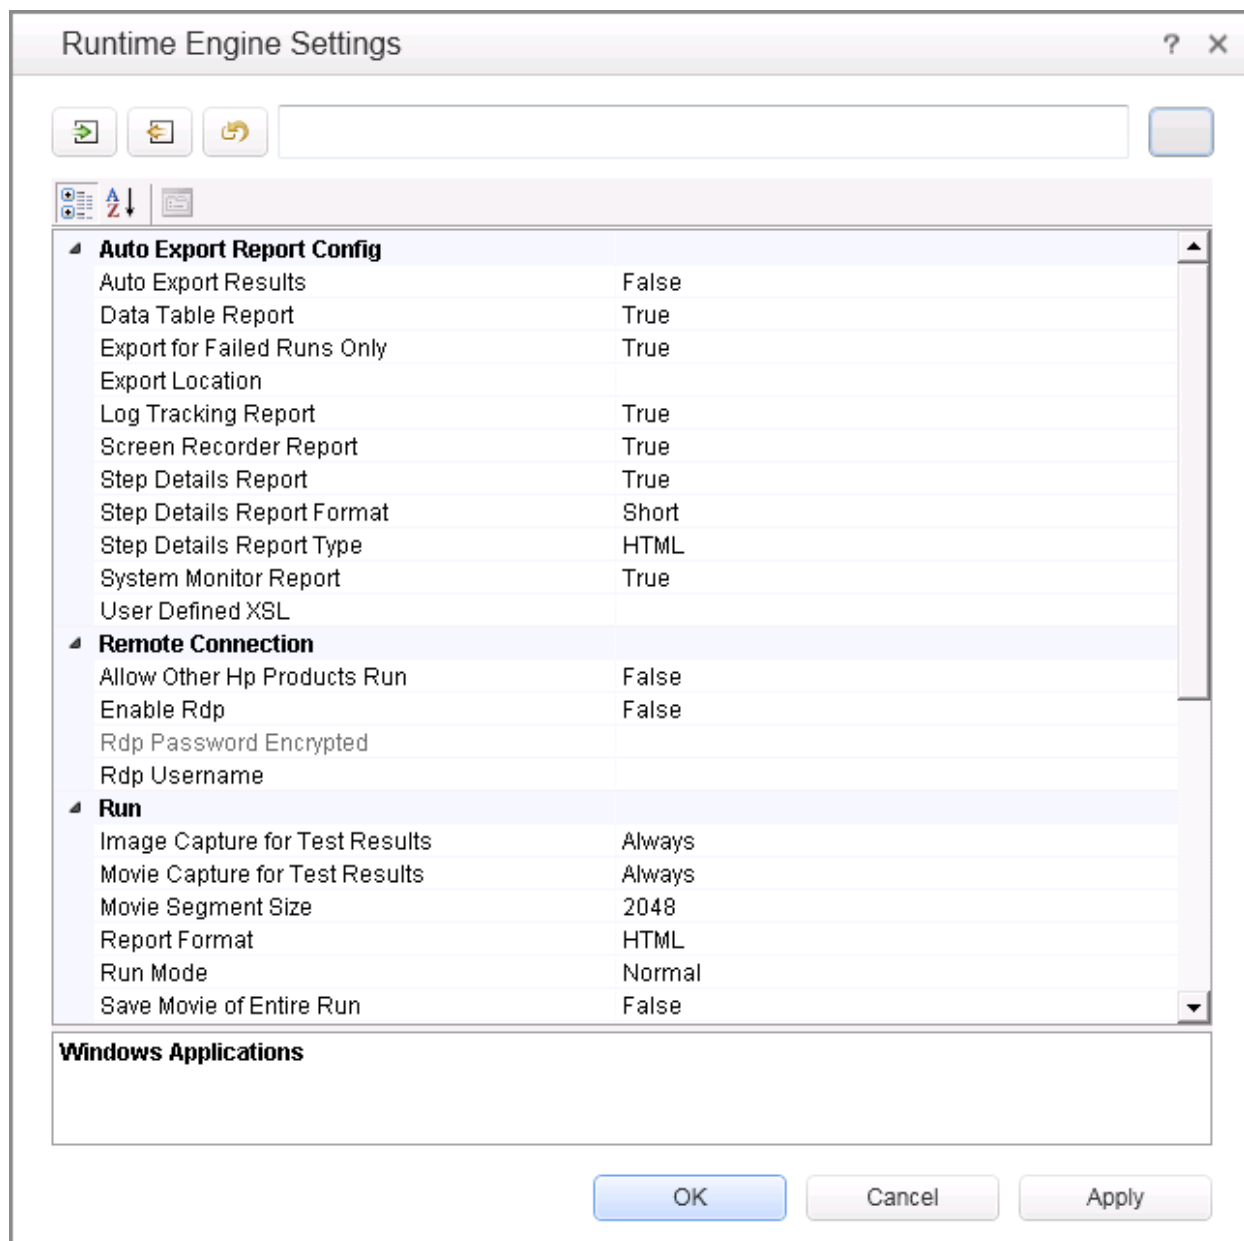 Runtime Engine Settings
? ×
A
Z
Auto Export Report Config
Auto Export Results False
Data Table Report True
Export for Failed Runs Only True
Export Location
Log Tracking Report True
Screen Recorder Report True
Step Details Report True
Step Details Report Format Short
Step Details Report Type HTML
System Monitor Report True
User Defined XSL
Remote Connection
Allow Other Hp Products Run False
Enable Rdp False
Rdp Password Encrypted
Rdp Username
Run
Image Capture for Test Results Always
Movie Capture for Test Results Always
Movie Segment Size 2048
Report Format HTML
Run Mode Normal
Save Movie of Entire Run False
Windows Applications
OK Cancel Apply